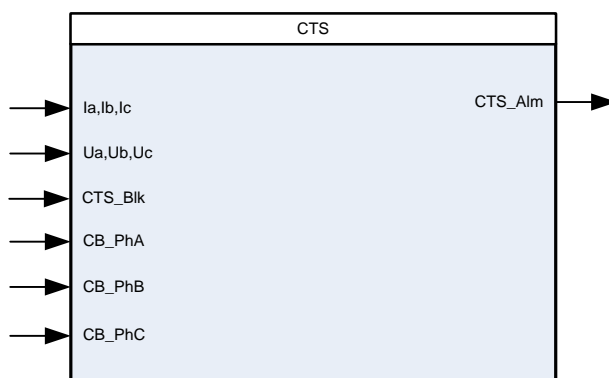 CTS
Ia,Ib,Ic
CTS_Alm
Ua,Ub,Uc
CTS_Blk
CB_PhA
CB_PhB
CB_PhC